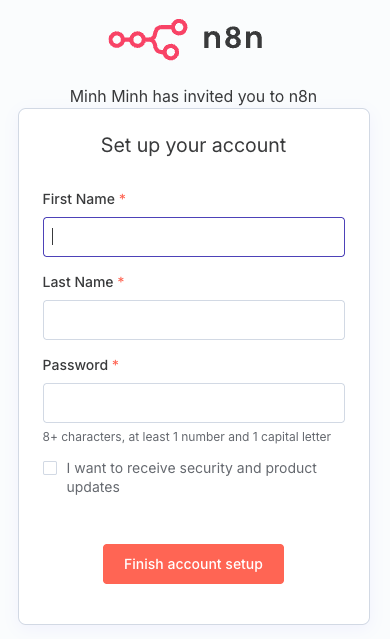 n8n
Minh Minh has invited you to n8n
Set up your account
First Name *
Last Name *
Password *
8+ characters, at least 1 number and 1 capital letter
I want to receive security and product
updates
Finish account setup